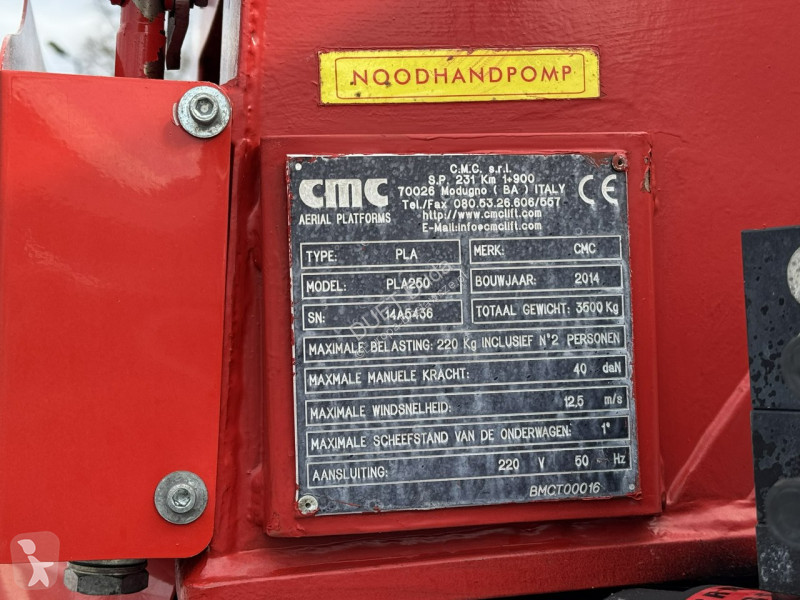 NOODHANDPOMP
C.M.C. s.r.l.
S.P. 231 Km 1+900
70026 Modugno ( BA ) ITALY
Tel./Fax 080.53.26.606/557
http://www.cmclift.com
E-Mail:info@cmclift.com
CMC
AERIAL PLATFORMS
CE
TYPE: PLA
MERK: CMC
MODEL: PLA250
BOUWJAAR: 2014
SN: 14A5436
TOTAAL GEWICHT: 3500 Kg
MAXIMALE BELASTING: 220 Kg INCLUSIEF N°2 PERSONEN
MAXMALE MANUELE KRACHT: 40 daN
MAXIMALE WINDSNELHEID: 12,5 m/s
MAXIMALE SCHEEFSTAND VAN DE ONDERWAGEN: 1°
AANSLUITING: 220 V 50 Hz
BMCT00016